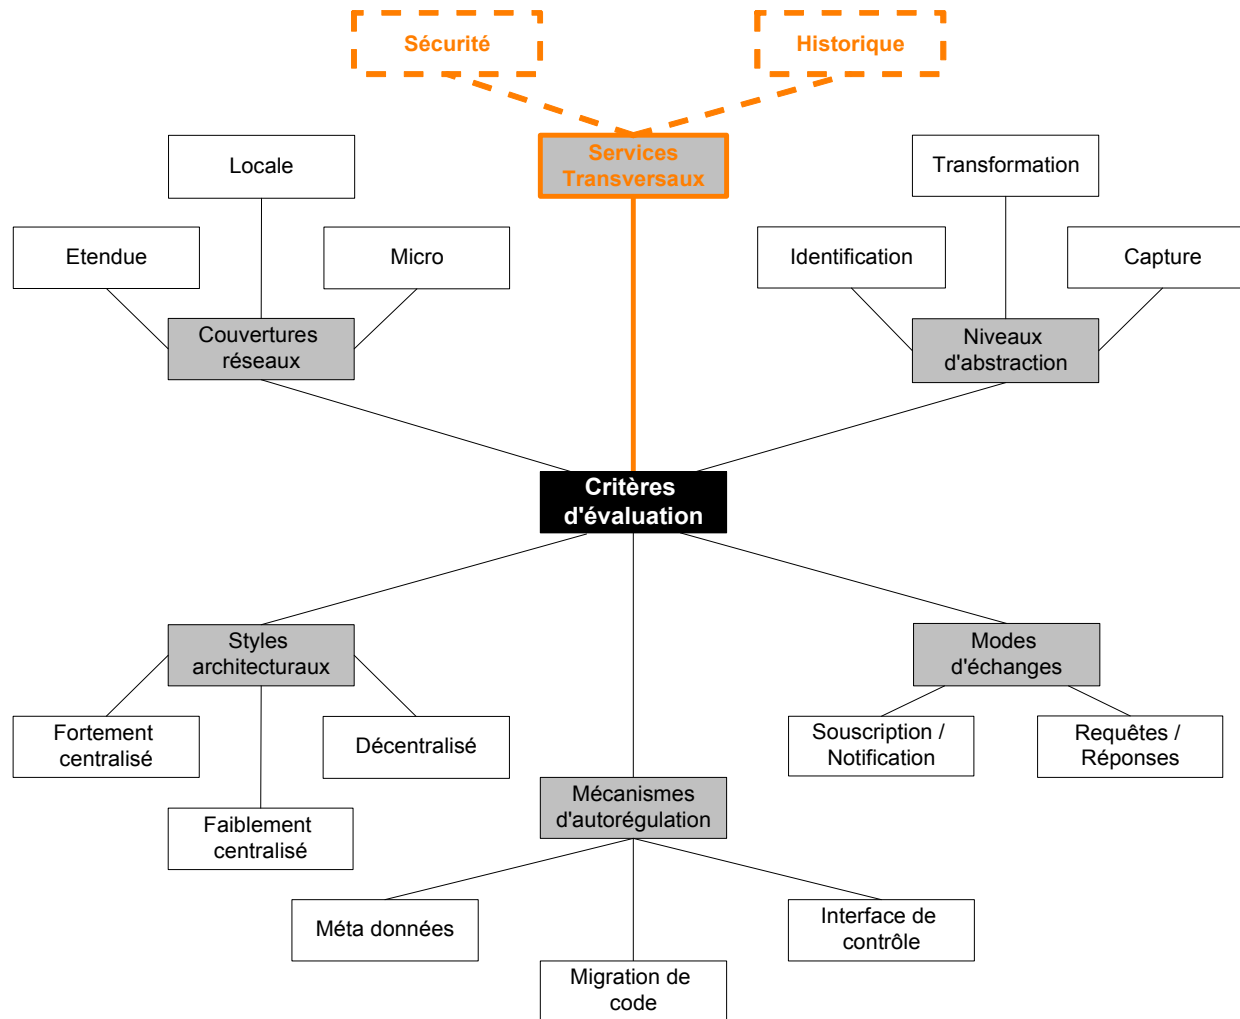 Sécurité
Historique
Services
Transversaux
Locale
Transformation
Etendue
Micro
Identification
Capture
Couvertures
réseaux
Niveaux
d'abstraction
Critères
d'évaluation
Styles
architecturaux
Modes
d'échanges
Fortement
centralisé
Décentralisé
Souscription /
Notification
Requêtes /
Réponses
Faiblement
centralisé
Mécanismes
d'autorégulation
Méta données
Interface de
contrôle
Migration de
code